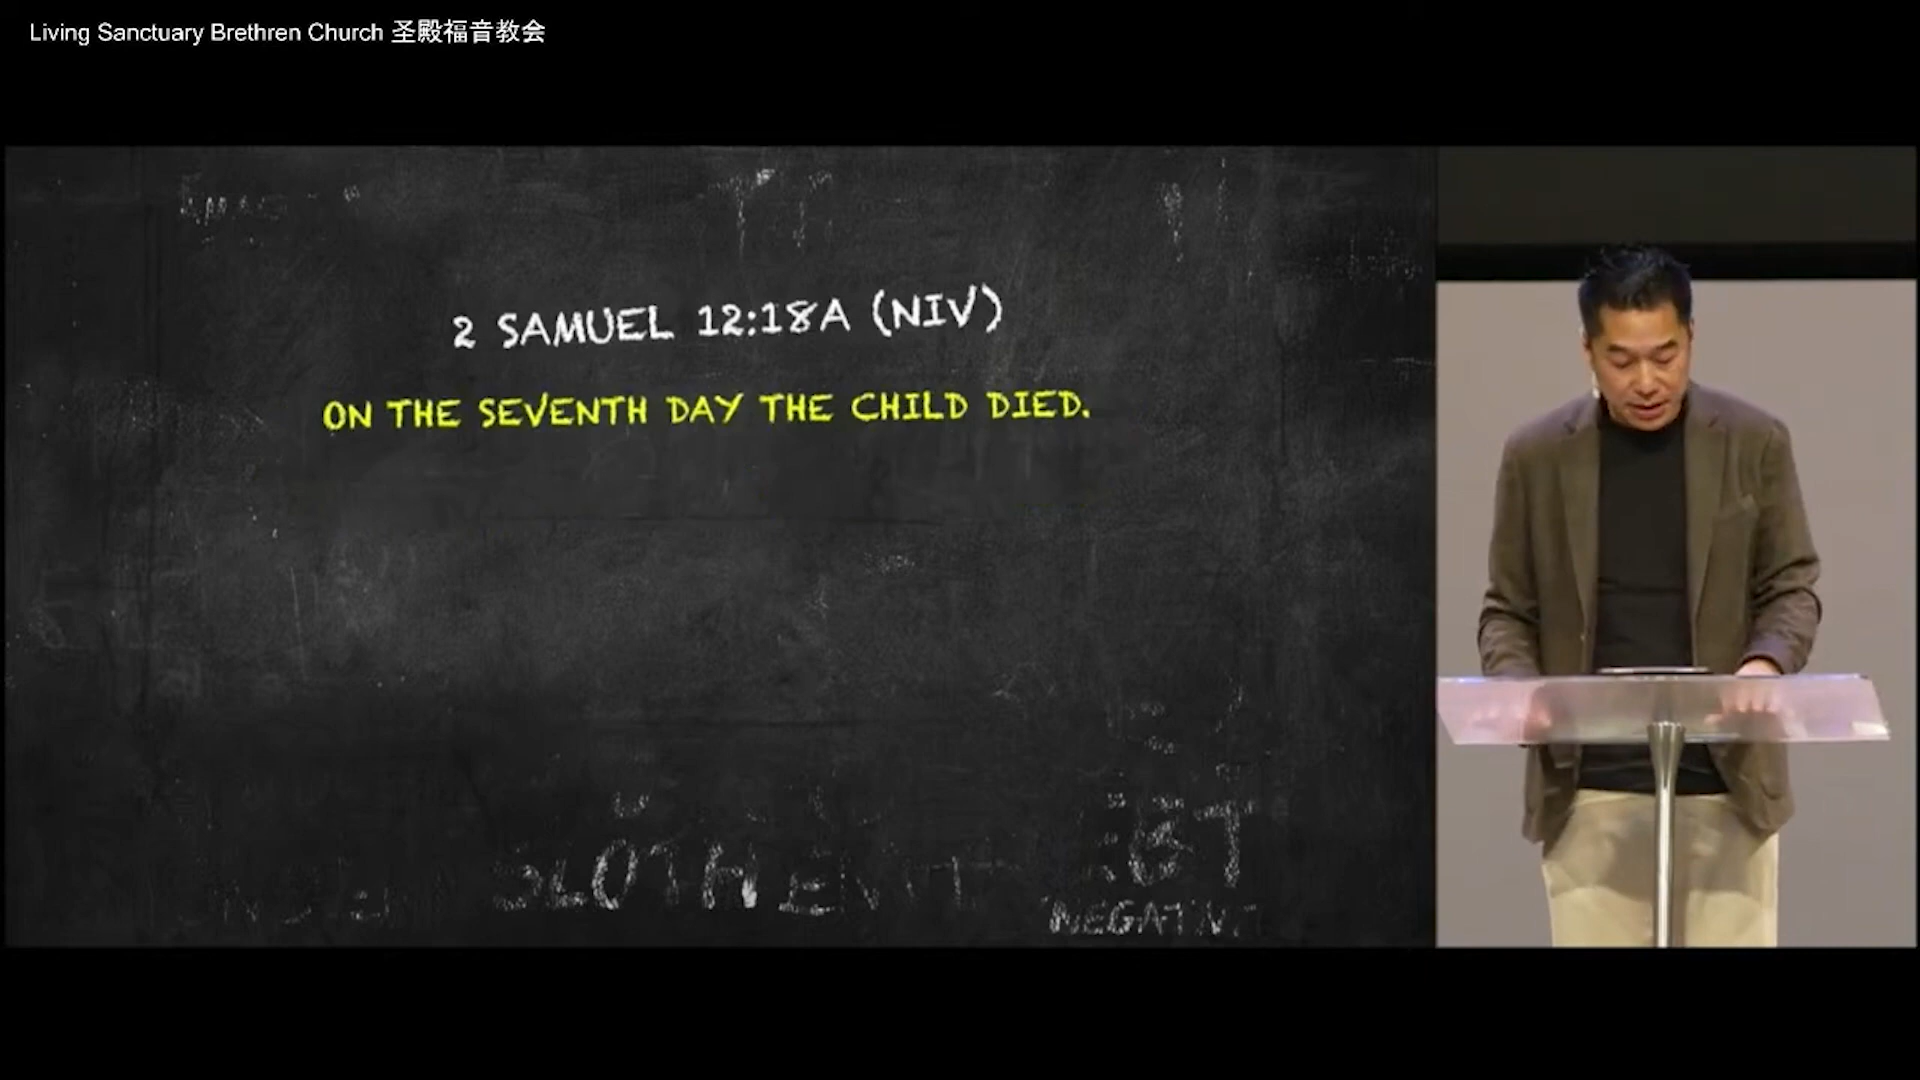 Living Sanctuary Brethren Church 圣殿福音教会
2 SAMUEL 12:18A (NIV)
ON THE SEVENTH DAY THE CHILD DIED.